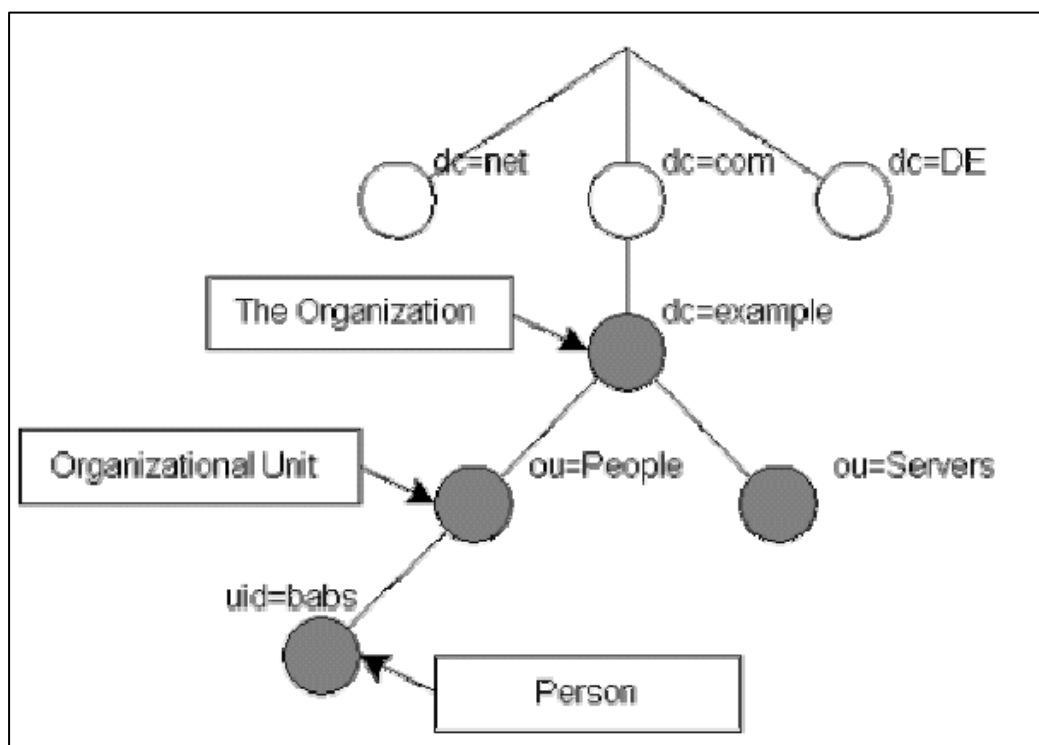 dc=net
dc=com
dc=DE
The Organization
dc=example
Organizational Unit
ou=People
ou=Servers
uid=babs
Person